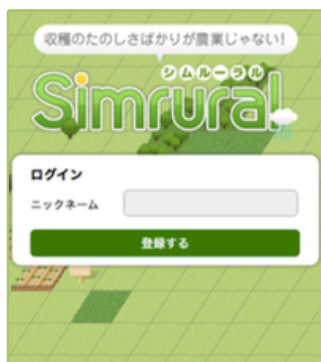 収穫のたのしさばかりが農業じゃない!
シムルーラル
Simrural
ログイン
ニックネーム
登録する